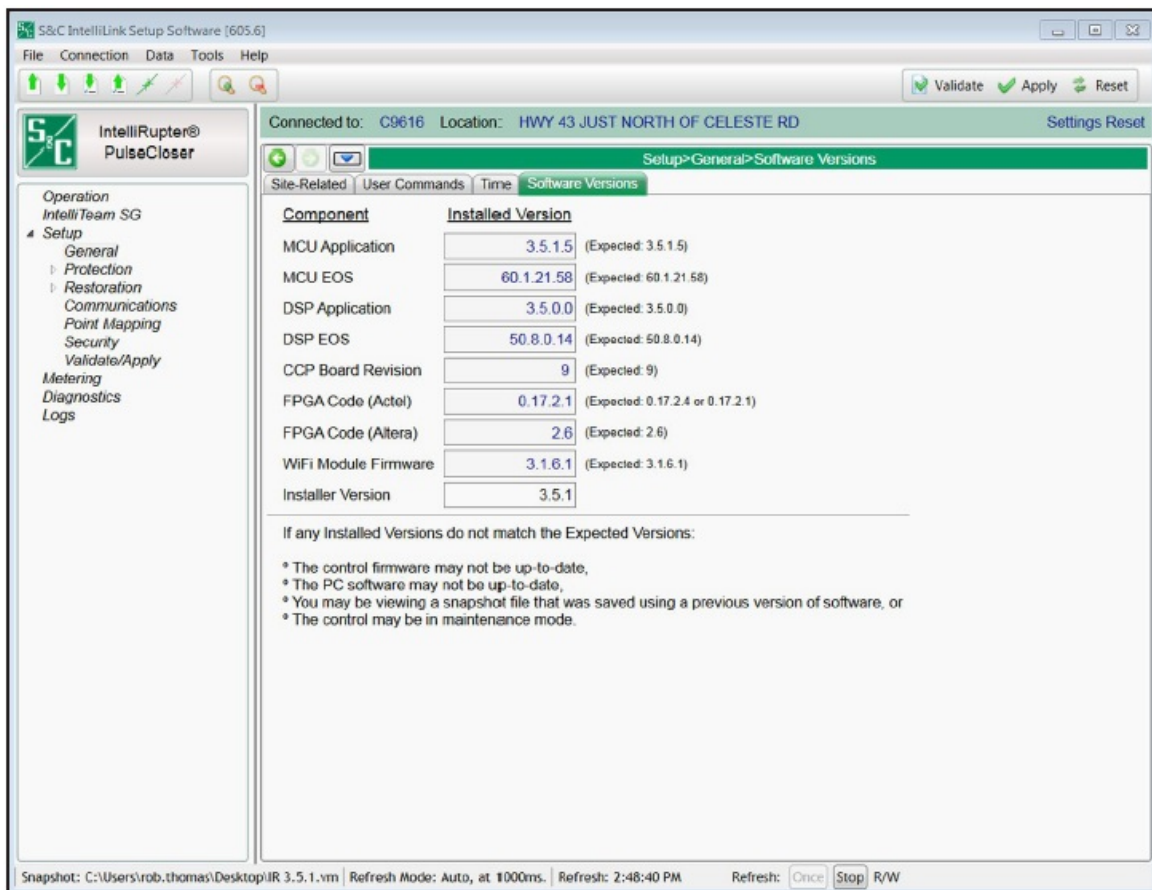 S&C IntelliLink Setup Software [605.6]
File Connection Data Tools Help
Validate Apply Reset
S&C
IntelliRupter®
PulseCloser
Connected to: C9616 Location: HWY 43 JUST NORTH OF CELESTE RD Settings Reset
Setup>General>Software Versions
Site-Related User Commands Time Software Versions
Operation
IntelliTeam SG
Setup
General
Protection
Restoration
Communications
Point Mapping
Security
Validate/Apply
Metering
Diagnostics
Logs
Component Installed Version
MCU Application 3.5.1.5 (Expected: 3.5.1.5)
MCU EOS 60.1.21.58 (Expected: 60.1.21.58)
DSP Application 3.5.0.0 (Expected: 3.5.0.0)
DSP EOS 50.8.0.14 (Expected: 50.8.0.14)
CCP Board Revision 9 (Expected: 9)
FPGA Code (Actel) 0.17.2.1 (Expected: 0.17.2.4 or 0.17.2.1)
FPGA Code (Altera) 2.6 (Expected: 2.6)
WiFi Module Firmware 3.1.6.1 (Expected: 3.1.6.1)
Installer Version 3.5.1
If any Installed Versions do not match the Expected Versions:
* The control firmware may not be up-to-date,
* The PC software may not be up-to-date,
* You may be viewing a snapshot file that was saved using a previous version of software, or
* The control may be in maintenance mode.
Snapshot: C:\Users\rob.thomas\Desktop\IR 3.5.1.vm Refresh Mode: Auto, at 1000ms. Refresh: 2:48:40 PM Refresh: Once Stop R/W